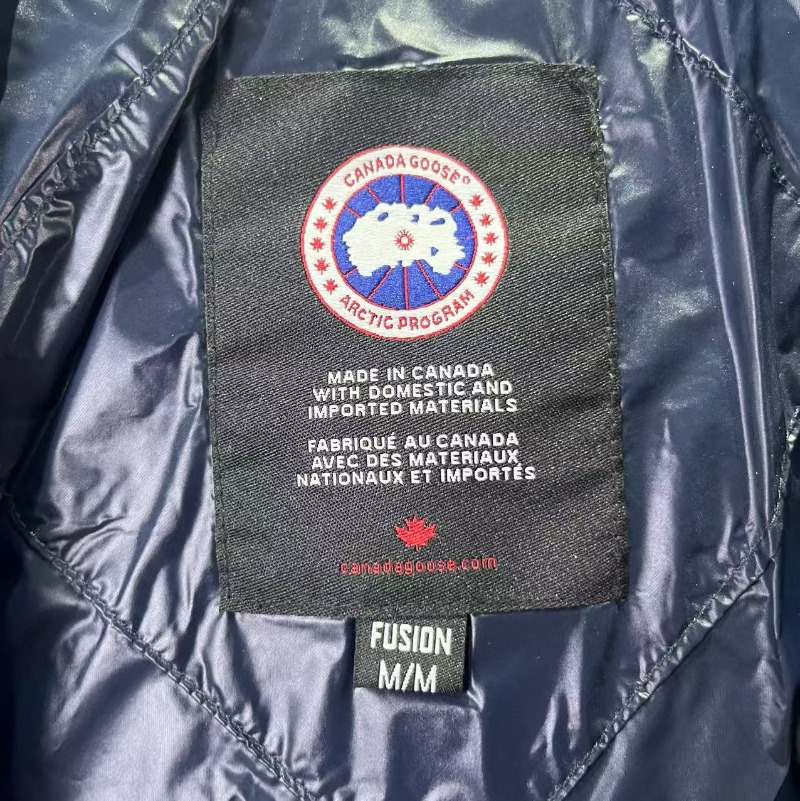 CANADA GOOSE®
ARCTIC PROGRAM
MADE IN CANADA
WITH DOMESTIC AND
IMPORTED MATERIALS
FABRIQUÉ AU CANADA
AVEC DES MATERIAUX
NATIONAUX ET IMPORTÉS
canadagoose.com
FUSION
M/M